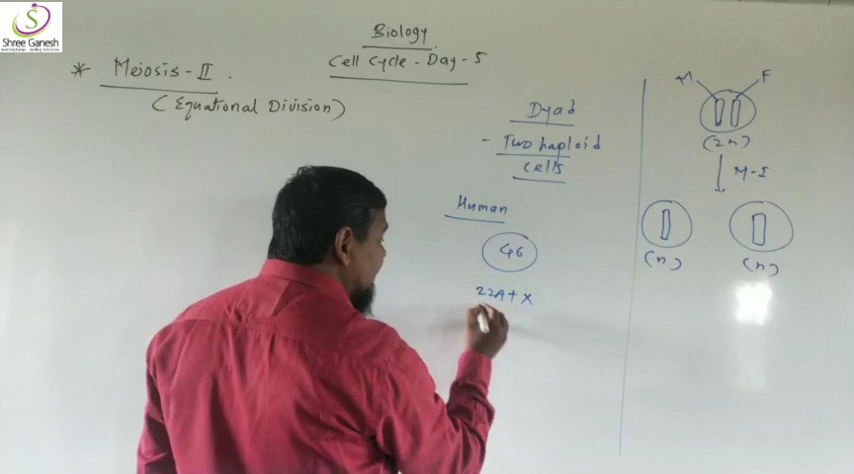 Shree Ganesh
Biology
Cell Cycle - Day - 5
* Meiosis - II .
( Equational Division )
Dyad
- Two haploid
cells
Human
46
22A + X
M F
(2n)
M - I
(n) (n)